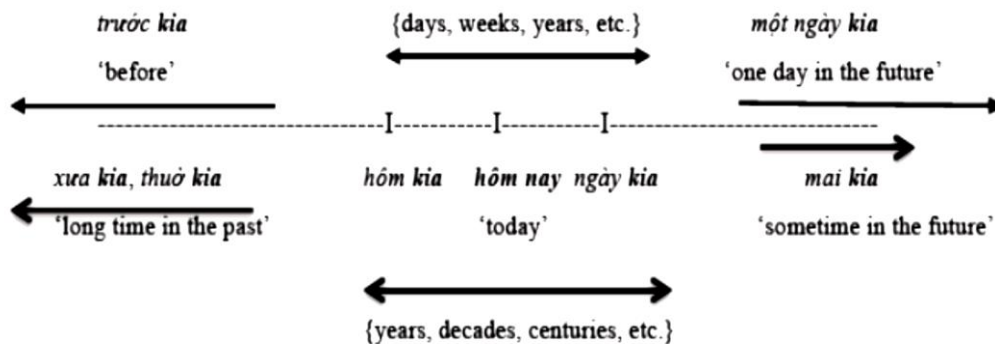 trước kia {days, weeks, years, etc.} một ngày kia
‘before’ ‘one day in the future’
I I I
xưa kia, thuở kia hôm kia hôm nay ngày kia mai kia
‘long time in the past’ ‘today’ ‘sometime in the future’
{years, decades, centuries, etc.}